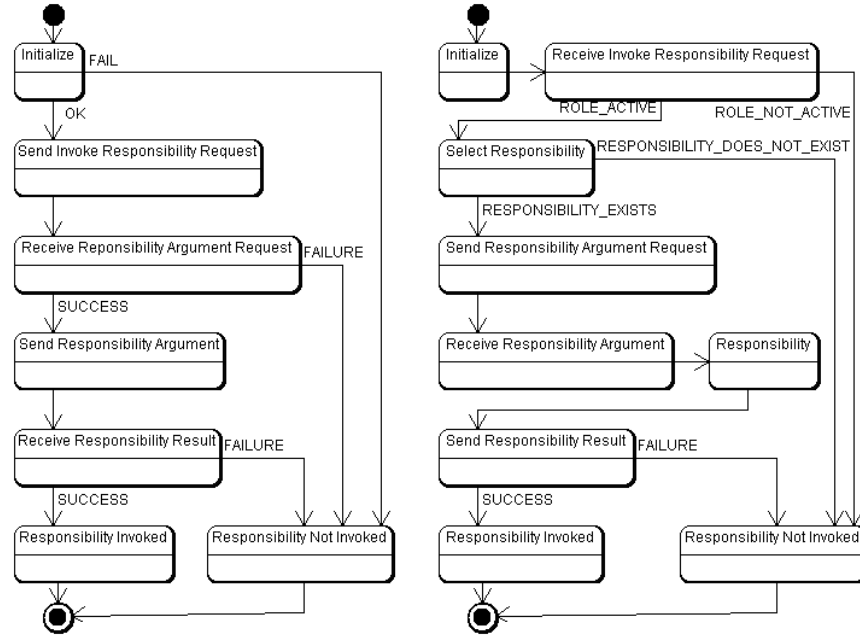 Initialize
FAIL
OK
Send Invoke Responsibility Request
Receive Reponsibility Argument Request
FAILURE
SUCCESS
Send Responsibility Argument
Receive Responsibility Result
FAILURE
SUCCESS
Responsibility Invoked
Responsibility Not Invoked
Initialize
Receive Invoke Responsibility Request
ROLE_ACTIVE
ROLE_NOT_ACTIVE
Select Responsibility
RESPONSIBILITY_DOES_NOT_EXIST
RESPONSIBILITY_EXISTS
Send Responsibility Argument Request
Receive Responsibility Argument
Responsibility
Send Responsibility Result
FAILURE
SUCCESS
Responsibility Invoked
Responsibility Not Invoked